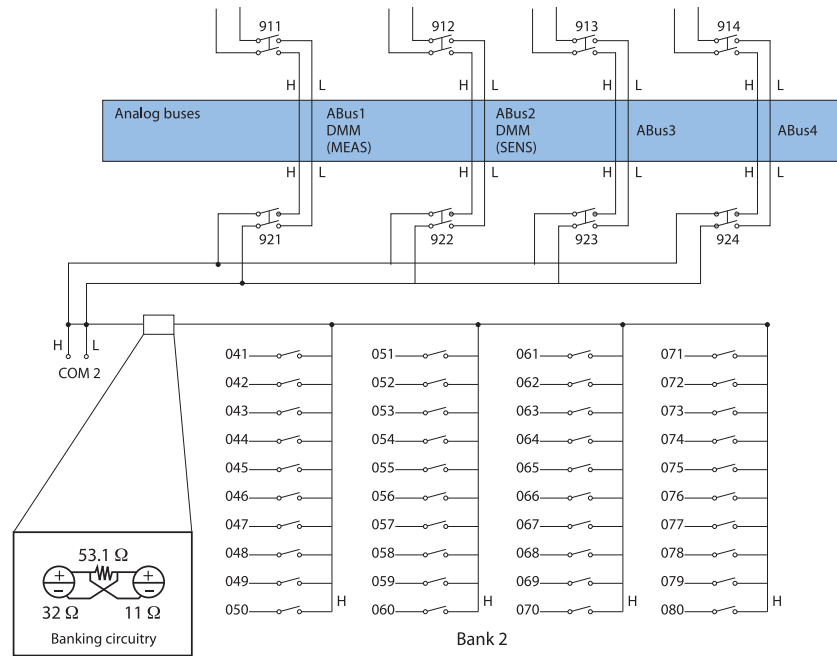 911 912 913 914
H L H L H L H L
Analog buses
ABus1
DMM
(MEAS)
ABus2
DMM
(SENS)
ABus3
ABus4
H L H L H L H L
921 922 923 924
H L
COM 2
041 051 061 071
042 052 062 072
043 053 063 073
044 054 064 074
045 055 065 075
046 056 066 076
047 057 067 077
048 058 068 078
049 059 069 079
H H H H
050 060 070 080
53.1 Ω
+ +
– –
32 Ω 11 Ω
Banking circuitry
Bank 2